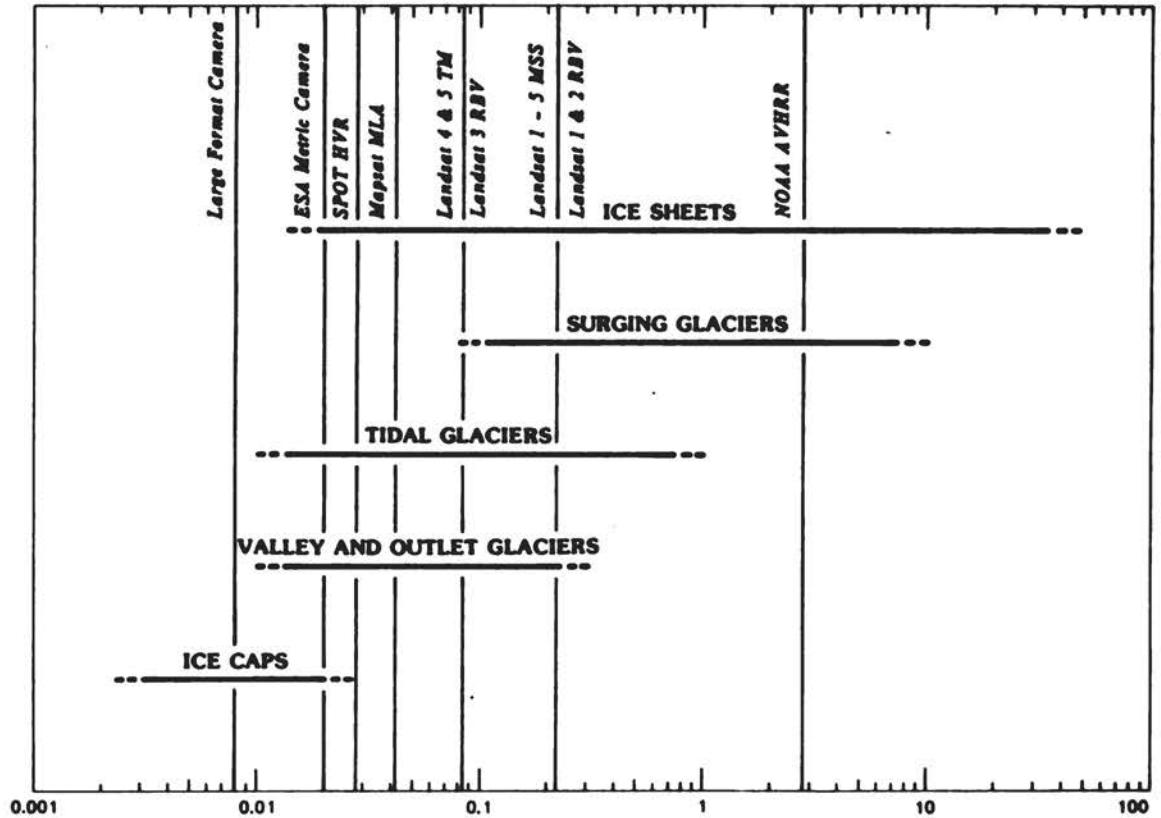 Large Format Camera
ESA Metric Camera
SPOT HVR
Mapsat MLA
Landsat 4 & 5 TM
Landsat 3 RBV
Landsat 1 - 5 MSS
Landsat 1 & 2 RBV
NOAA AVHRR
ICE SHEETS
SURGING GLACIERS
TIDAL GLACIERS
VALLEY AND OUTLET GLACIERS
ICE CAPS
0.001 0.01 0.1 1 10 100